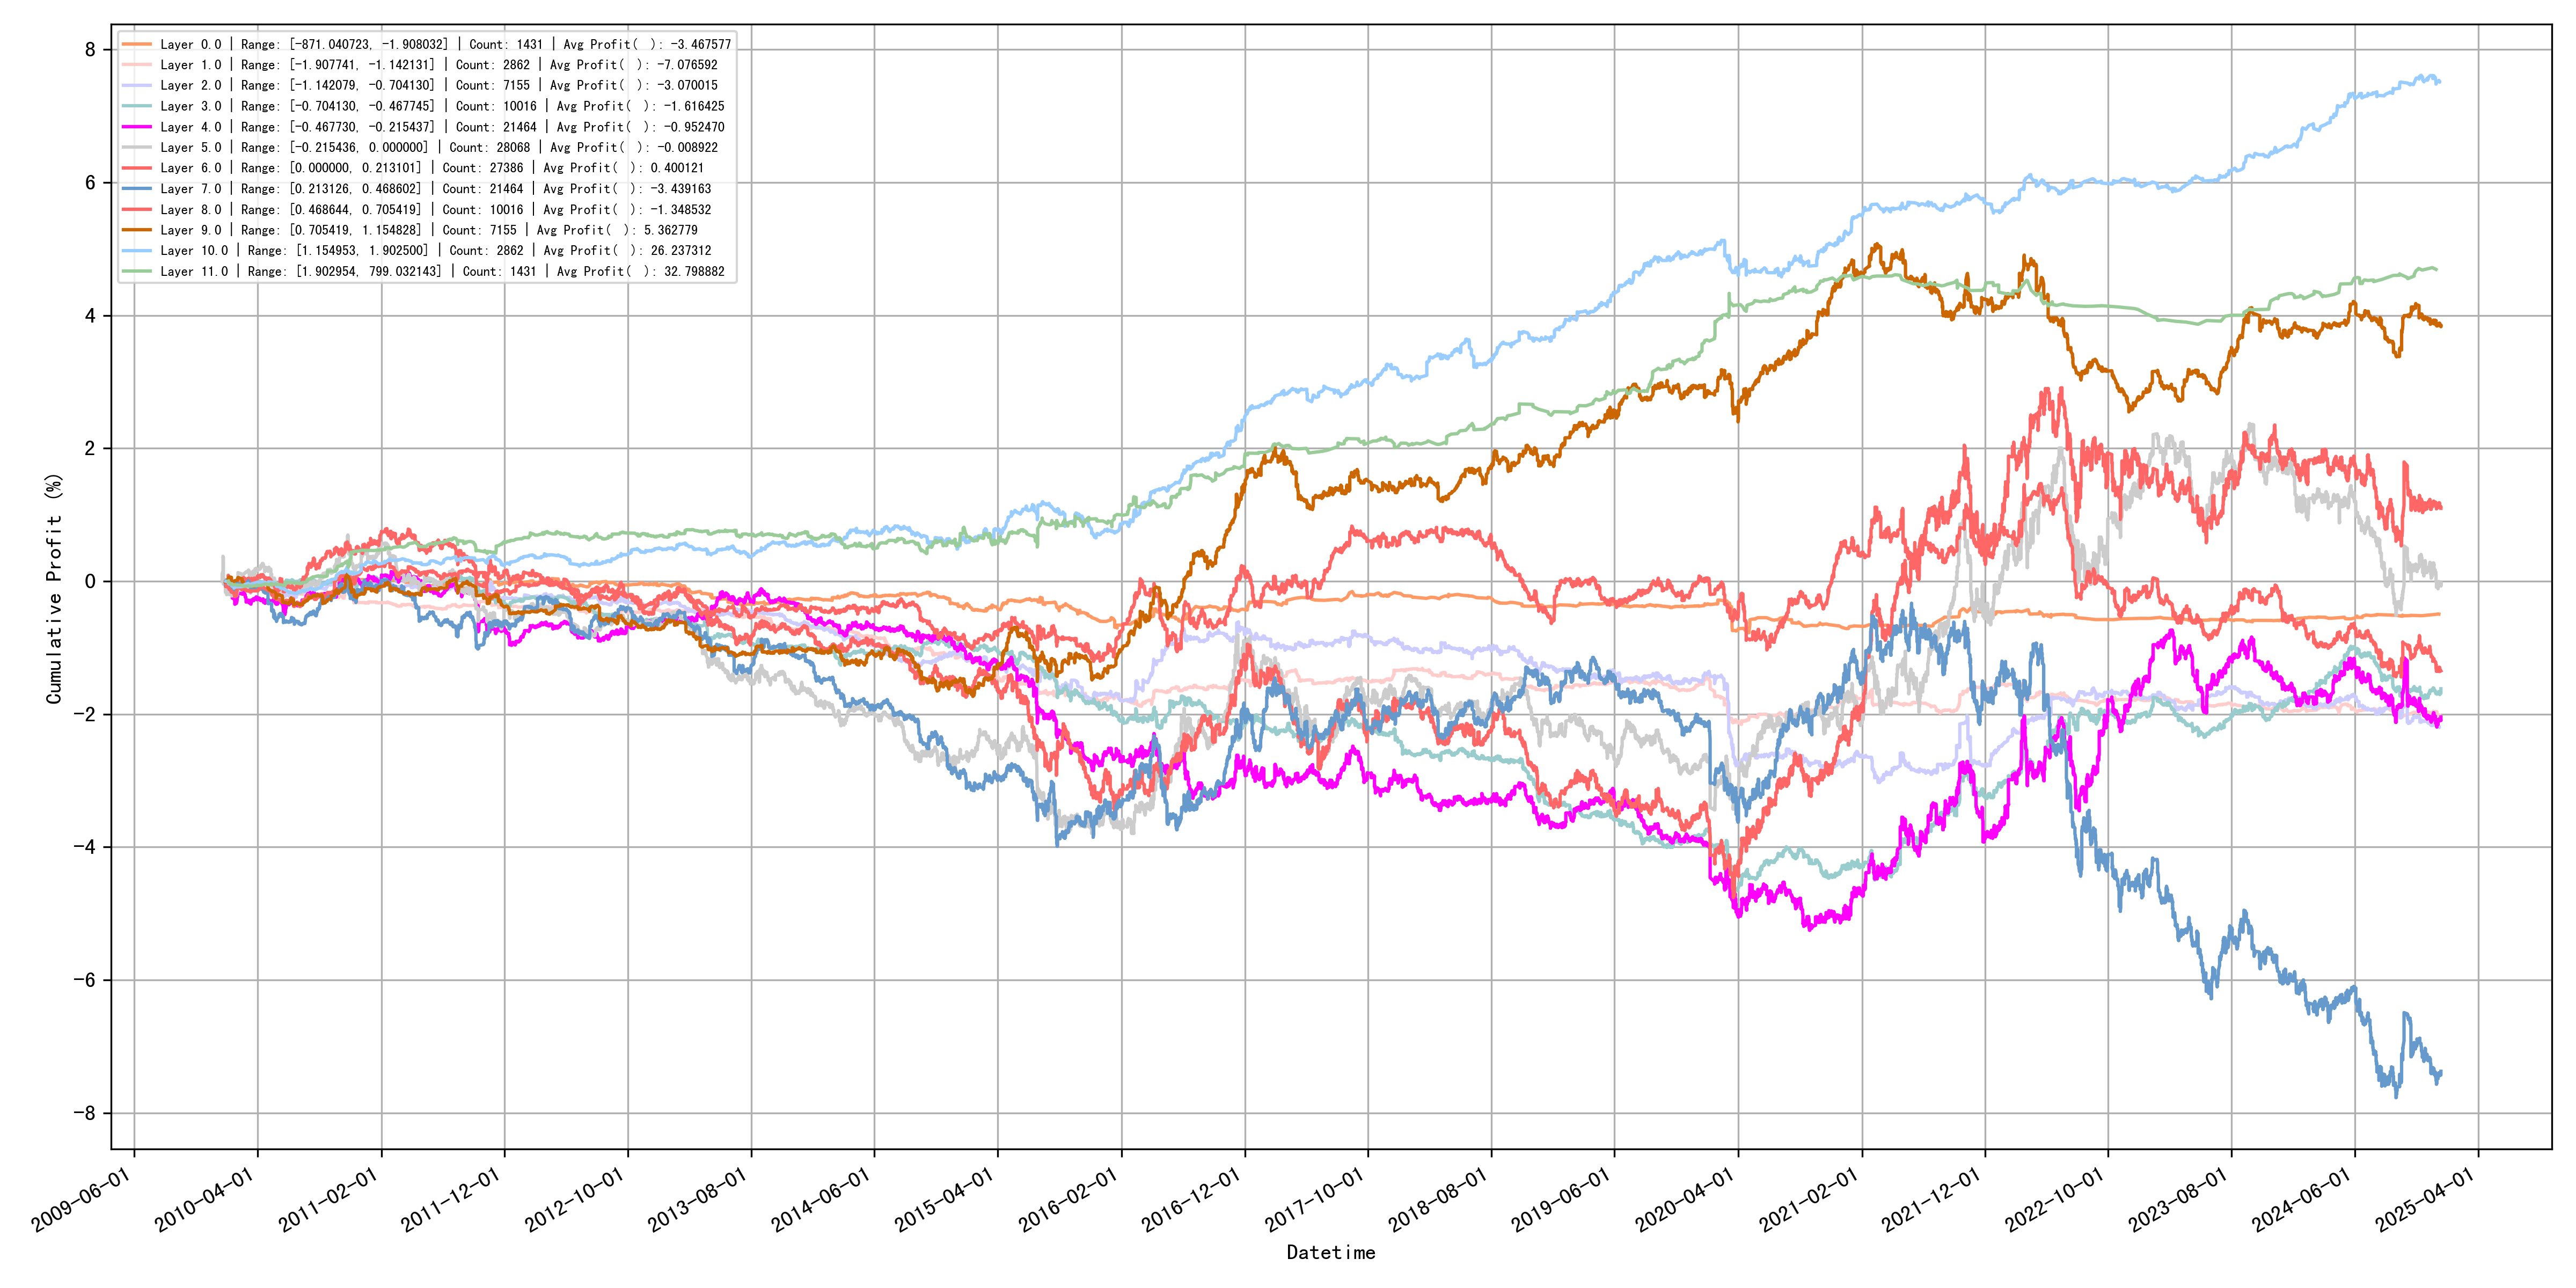 Layer 0.0 | Range: [-871.040723, -1.908032] | Count: 1431 | Avg Profit( ): -3.467577
Layer 1.0 | Range: [-1.907741, -1.142131] | Count: 2862 | Avg Profit( ): -7.076592
Layer 2.0 | Range: [-1.142079, -0.704130] | Count: 7155 | Avg Profit( ): -3.070015
Layer 3.0 | Range: [-0.704130, -0.467745] | Count: 10016 | Avg Profit( ): -1.616425
Layer 4.0 | Range: [-0.467730, -0.215437] | Count: 21464 | Avg Profit( ): -0.952470
Layer 5.0 | Range: [-0.215436, 0.000000] | Count: 28068 | Avg Profit( ): -0.008922
Layer 6.0 | Range: [0.000000, 0.213101] | Count: 27386 | Avg Profit( ): 0.400121
Layer 7.0 | Range: [0.213126, 0.468602] | Count: 21464 | Avg Profit( ): -3.439163
Layer 8.0 | Range: [0.468644, 0.705419] | Count: 10016 | Avg Profit( ): -1.348532
Layer 9.0 | Range: [0.705419, 1.154828] | Count: 7155 | Avg Profit( ): 5.362779
Layer 10.0 | Range: [1.154953, 1.902500] | Count: 2862 | Avg Profit( ): 26.237312
Layer 11.0 | Range: [1.902954, 799.032143] | Count: 1431 | Avg Profit( ): 32.798882
Cumulative Profit (%)
8
6
4
2
0
-2
-4
-6
-8
2009-06-01
2010-04-01
2011-02-01
2011-12-01
2012-10-01
2013-08-01
2014-06-01
2015-04-01
2016-02-01
2016-12-01
2017-10-01
2018-08-01
2019-06-01
2020-04-01
2021-02-01
2021-12-01
2022-10-01
2023-08-01
2024-06-01
2025-04-01
Datetime